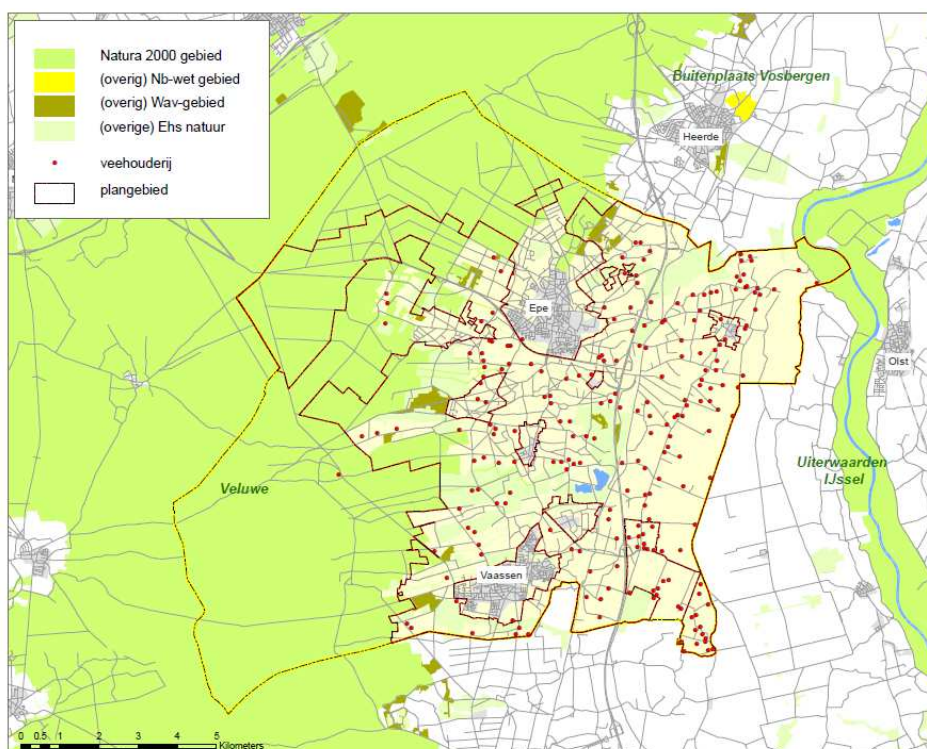 Natura 2000 gebied
(overig) Nb-wet gebied
(overig) Wav-gebied
(overige) Ehs natuur
veehouderij
plangebied
Buitenplaats Vosbergen
Heerde
Epe
Olst
Uiterwaarden
IJssel
Veluwe
Vaassen
0 0.5 1 2 3 4 5
Kilometers